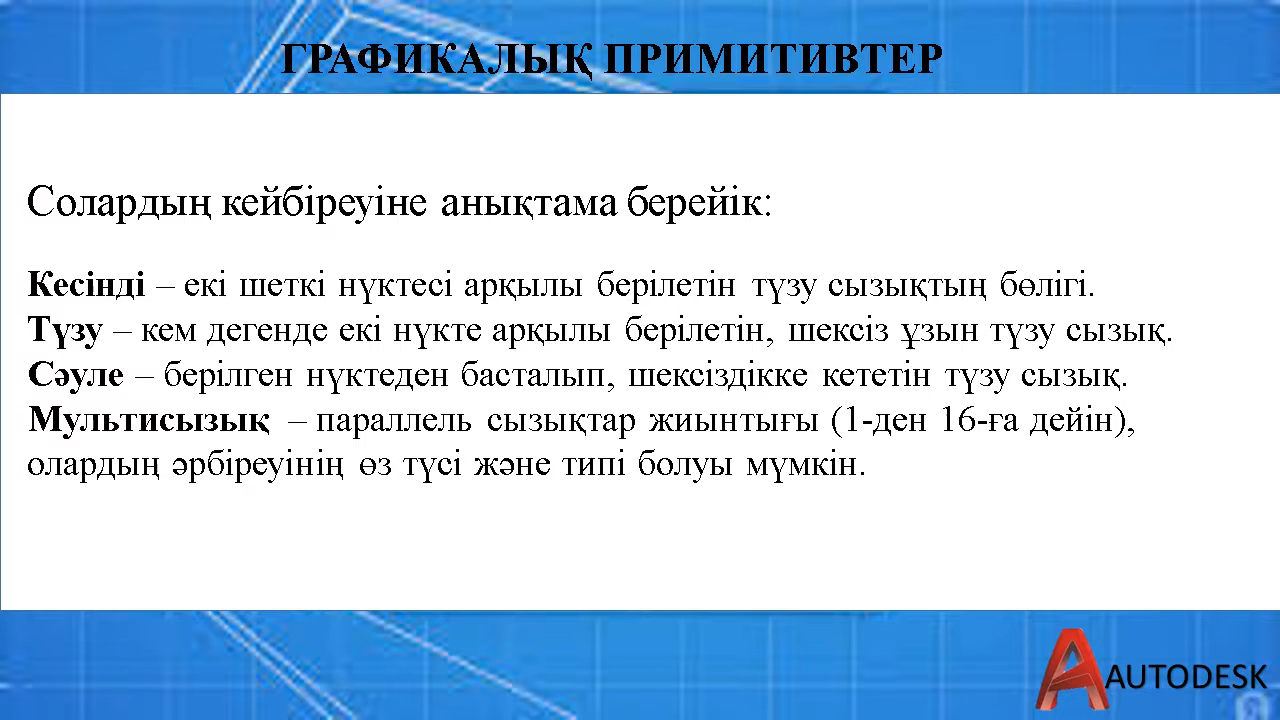 ГРАФИКАЛЫҚ ПРИМИТИВТЕР
Солардың кейбіреуіне анықтама берейік:
Кесінді – екі шеткі нүктесі арқылы берілетін түзу сызықтың бөлігі.
Түзу – кем дегенде екі нүкте арқылы берілетін, шексіз ұзын түзу сызық.
Сәуле – берілген нүктеден басталып, шексіздікке кететін түзу сызық.
Мультисызық – параллель сызықтар жиынтығы (1-ден 16-ға дейін),
олардың әрбіреуінің өз түсі және типі болуы мүмкін.
AUTODESK